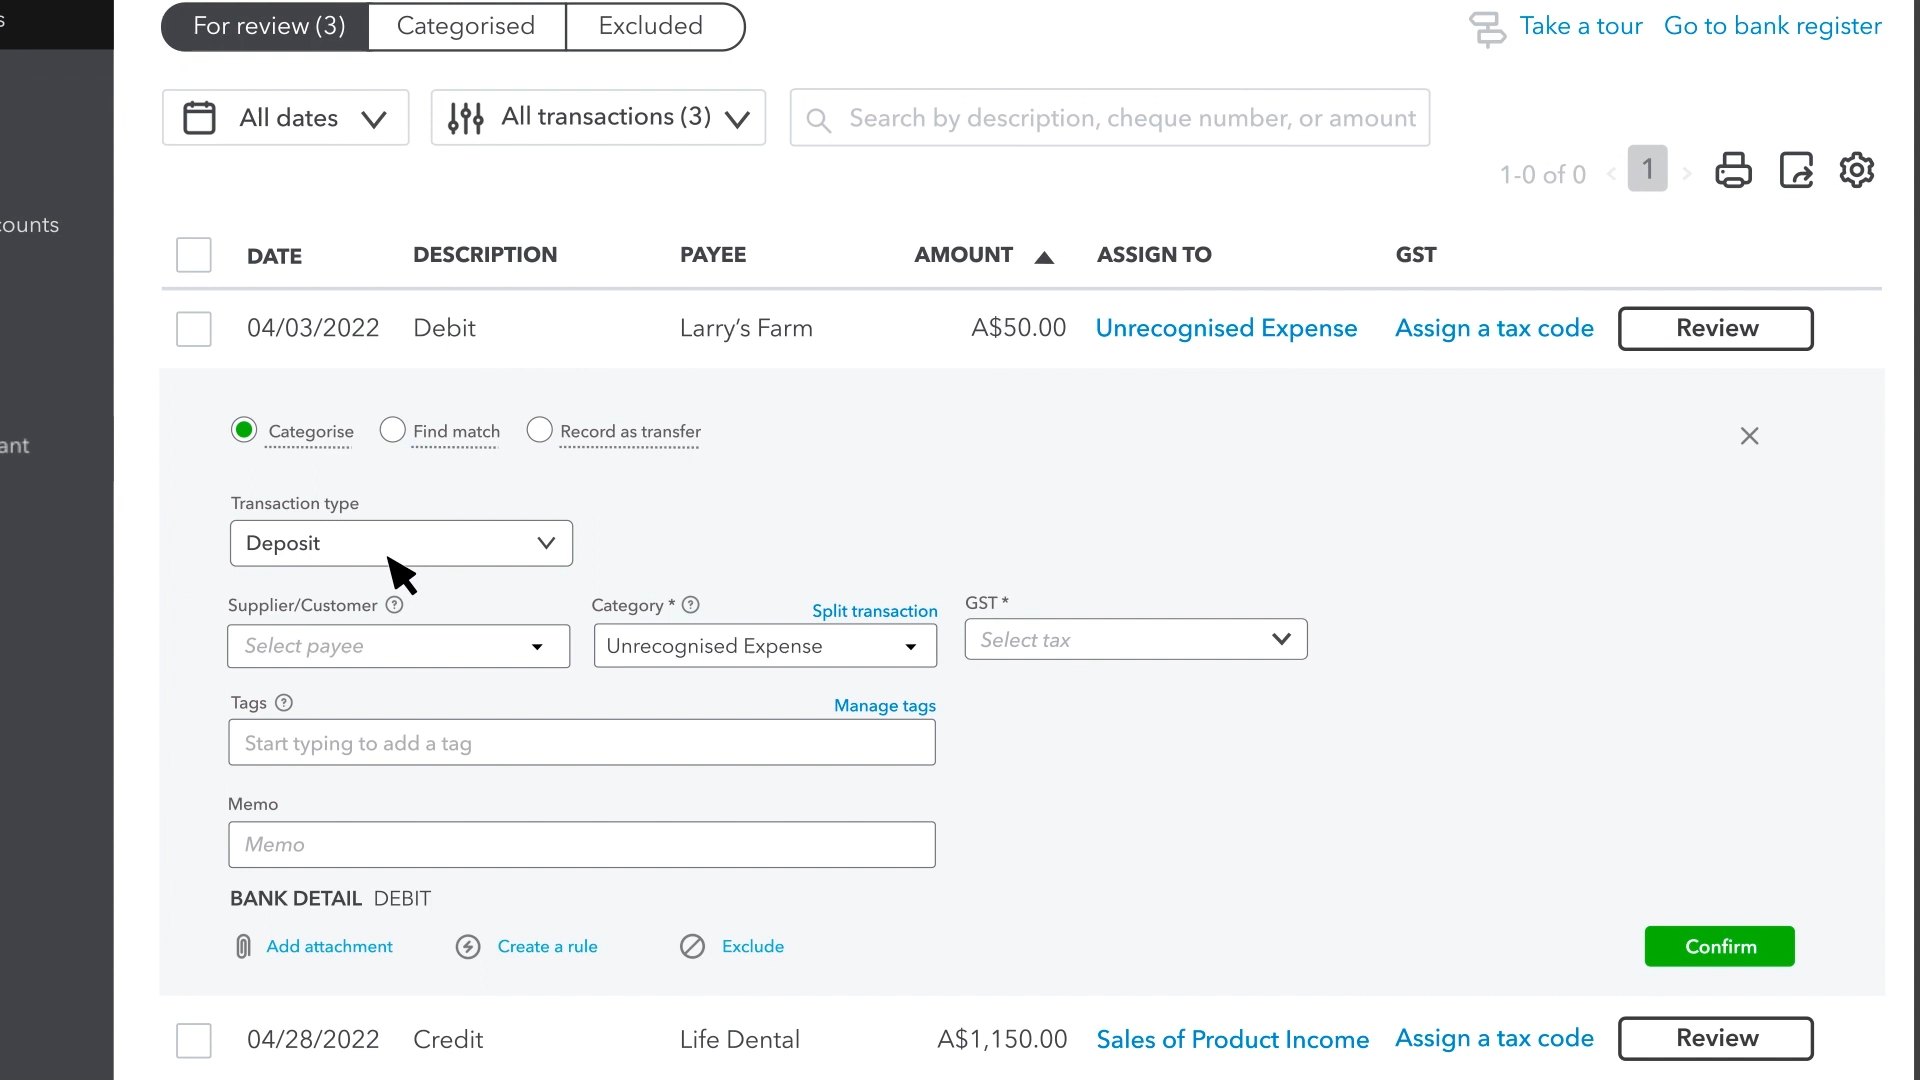 s
For review (3) Categorised Excluded Take a tour Go to bank register
All dates All transactions (3) Search by description, cheque number, or amount
1-0 of 0 < 1 >
counts
DATE DESCRIPTION PAYEE AMOUNT ASSIGN TO GST
04/03/2022 Debit Larry’s Farm A$50.00 Unrecognised Expense Assign a tax code Review
Categorise Find match Record as transfer
ant
Transaction type
Deposit
Supplier/Customer ? Category * ? Split transaction GST *
Select payee Unrecognised Expense Select tax
Tags ? Manage tags
Start typing to add a tag
Memo
Memo
BANK DETAIL DEBIT
Add attachment Create a rule Exclude Confirm
04/28/2022 Credit Life Dental A$1,150.00 Sales of Product Income Assign a tax code Review